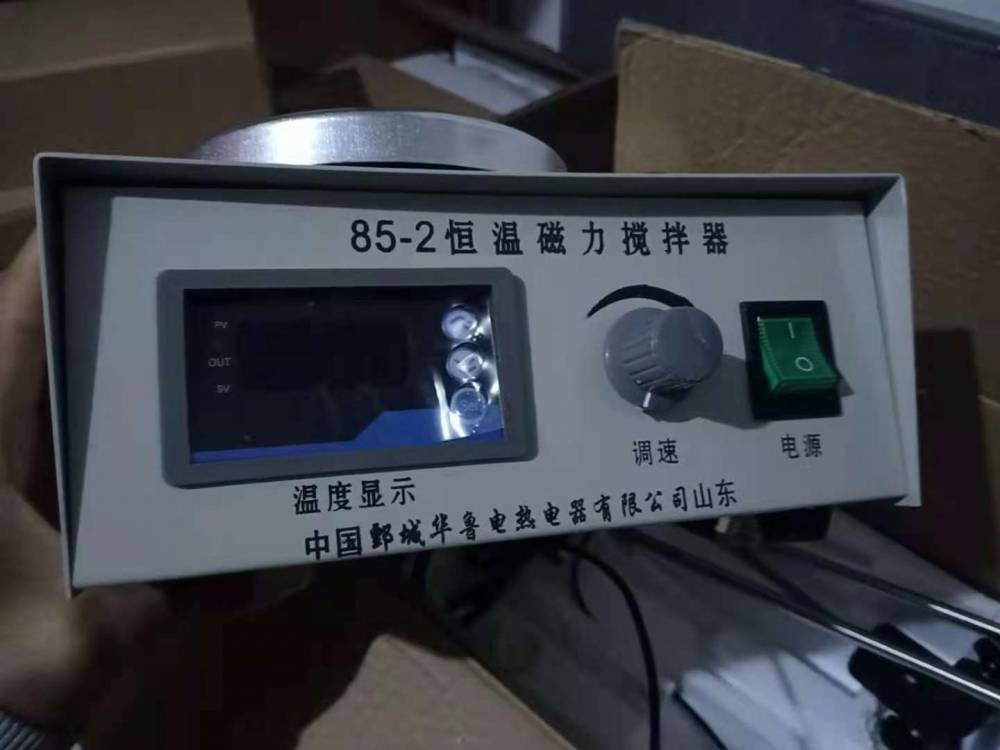 85-2恒温磁力搅拌器
PV
OUT
SV
调速
电源
温度显示
中国鄄城华鲁电热电器有限公司山东